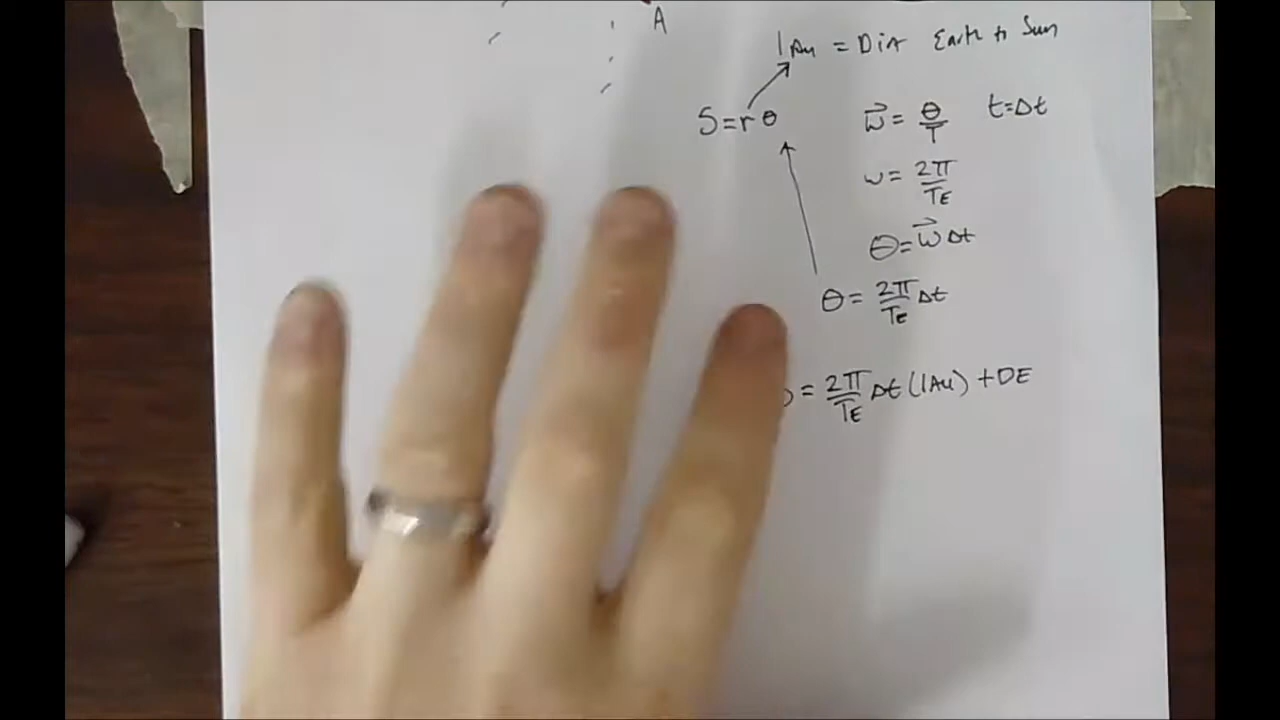 A
1AU = Dist Earth to Sun
S=rθ
w⃗ = θ/T t=Δt
w = 2π/TE
θ = w⃗ Δt
θ = 2π/TE Δt
= 2π/TE Δt (1AU) + DE